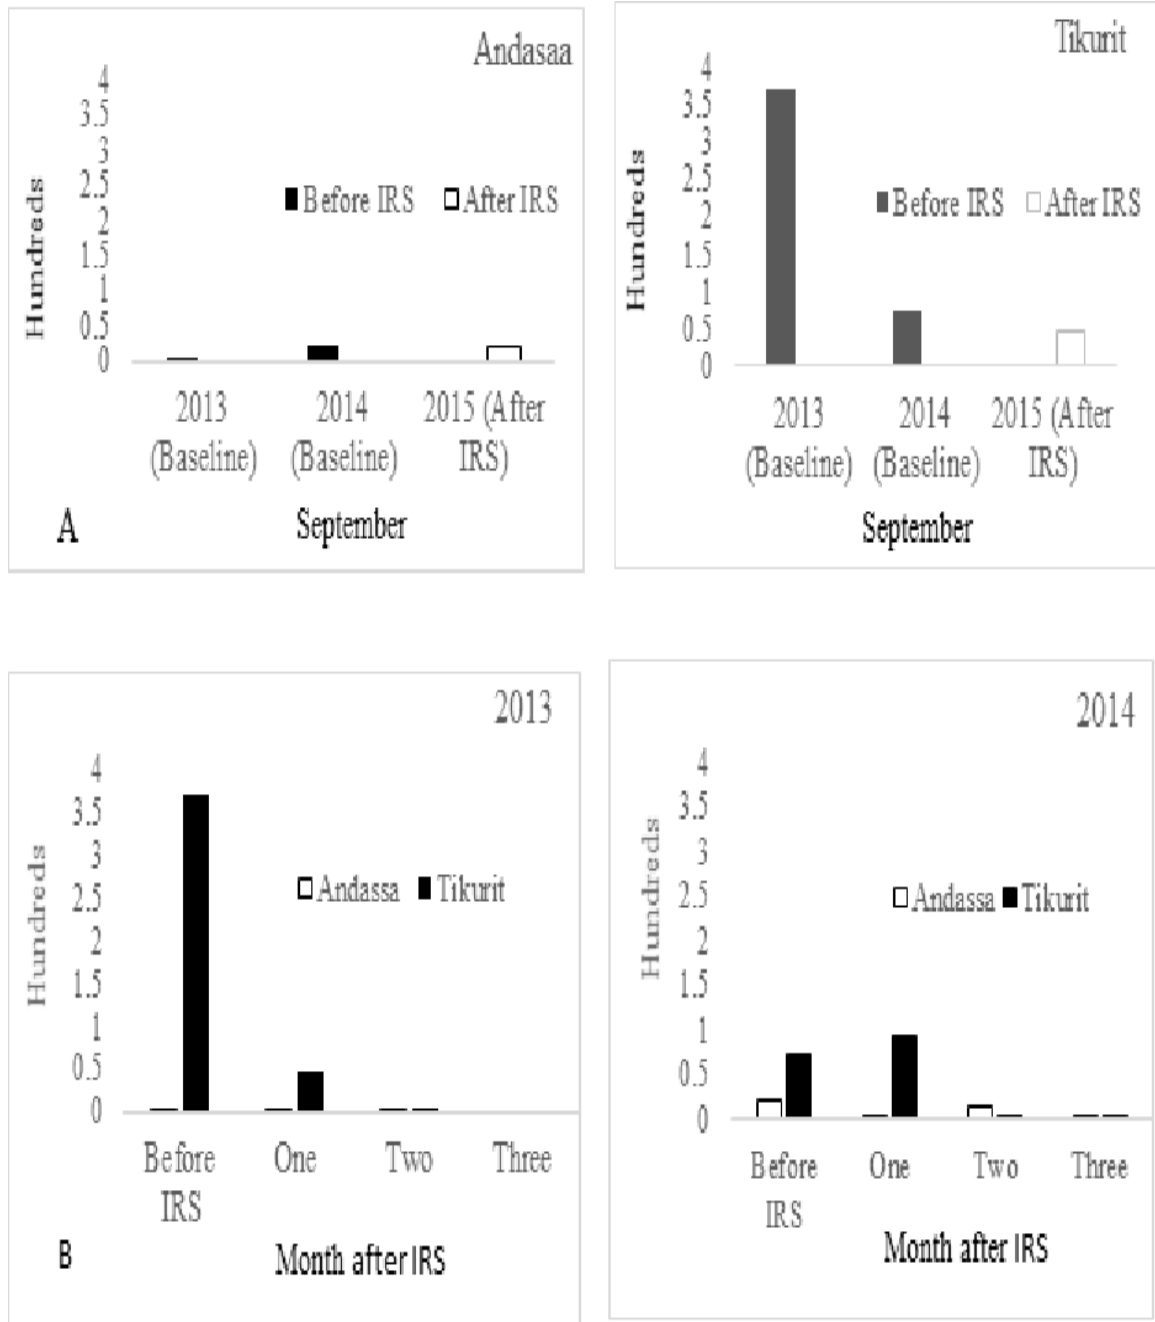 Andasaa
4
3.5
3
2.5
2
1.5
1
0.5
0
Hundreds
Before IRS After IRS
2013 2014 2015 (After
(Baseline) (Baseline) IRS)
September
A
Tikurit
4
3.5
3
2.5
2
1.5
1
0.5
0
Hundreds
Before IRS After IRS
2013 2014 2015 (After
(Baseline) (Baseline) IRS)
September
2013
4
3.5
3
2.5
2
1.5
1
0.5
0
Hundreds
Andassa Tikurit
Before One Two Three
IRS
B Month after IRS
2014
4
3.5
3
2.5
2
1.5
1
0.5
0
Hundreds
Andassa Tikurit
Before One Two Three
IRS
Month after IRS